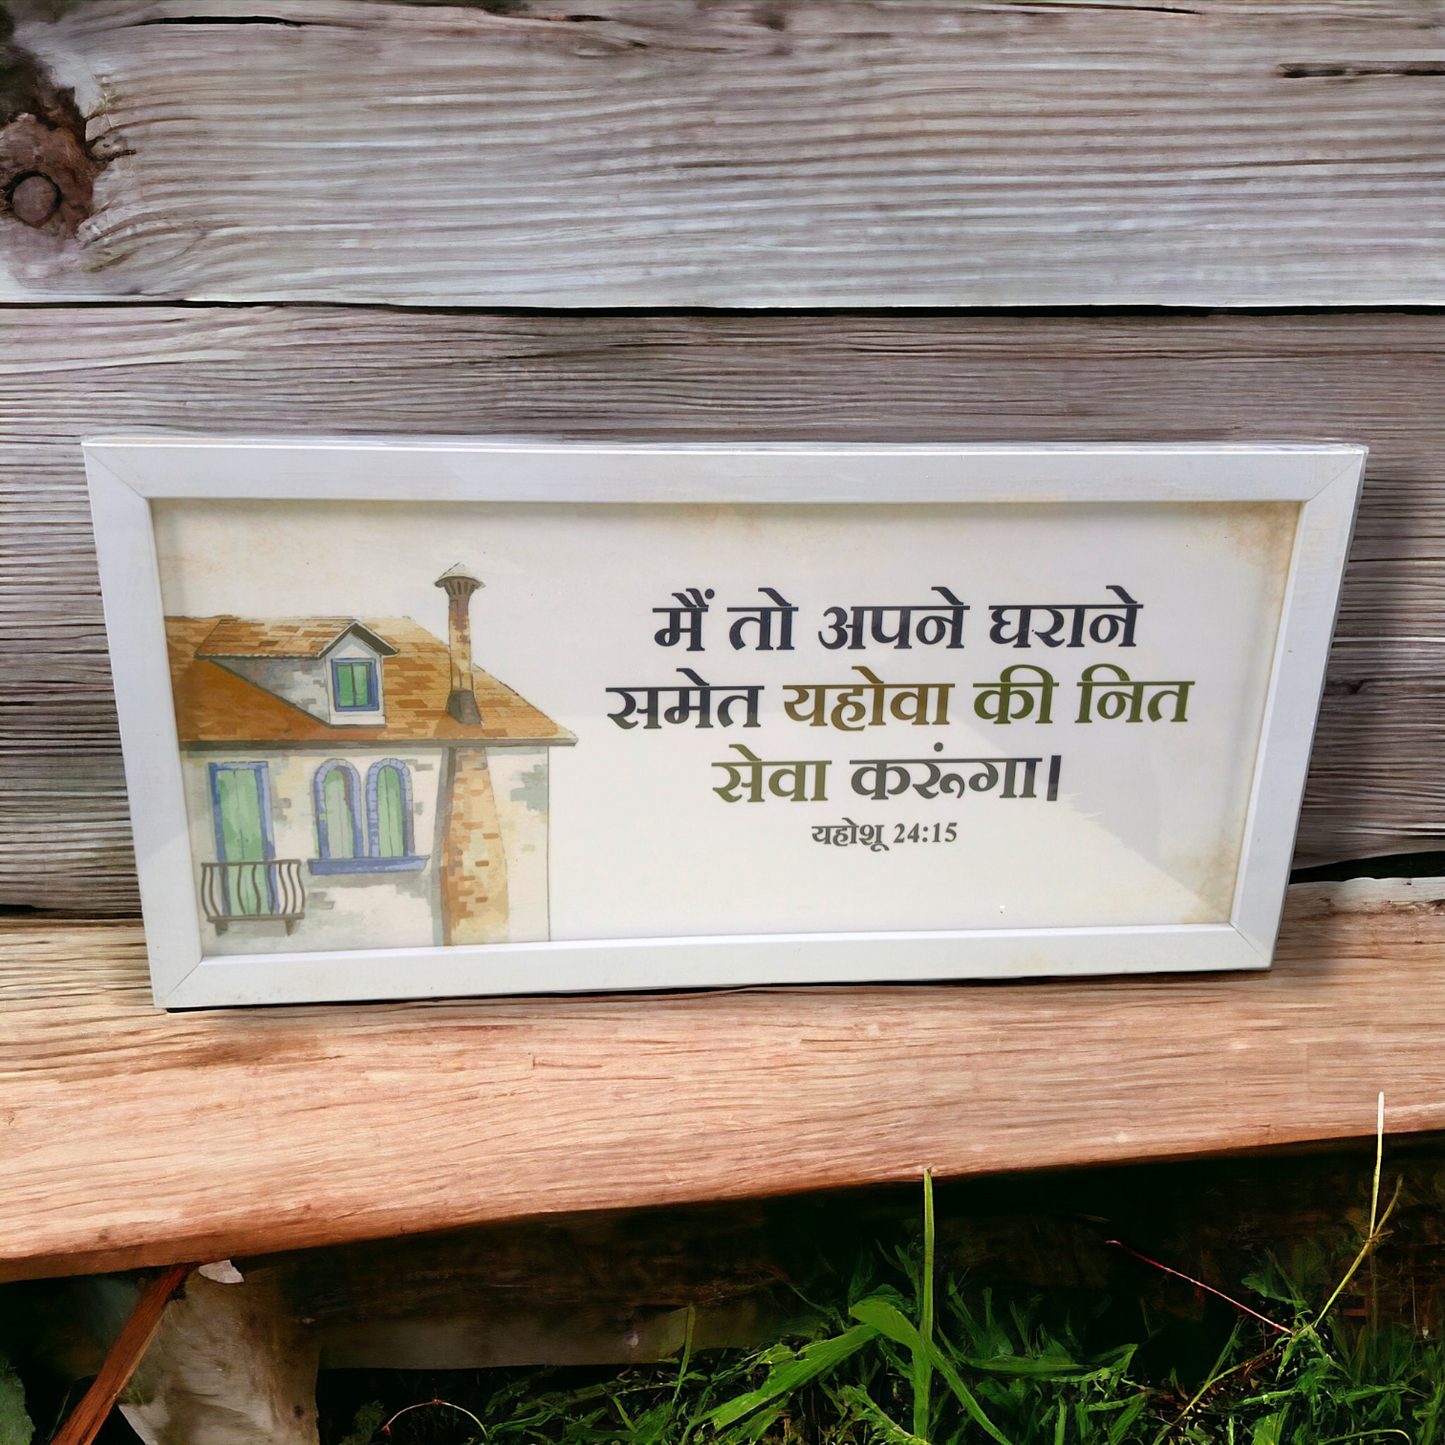 मैं तो अपने घराने
समेत यहोवा की नित
सेवा करूंगा।
यहोशू 24:15